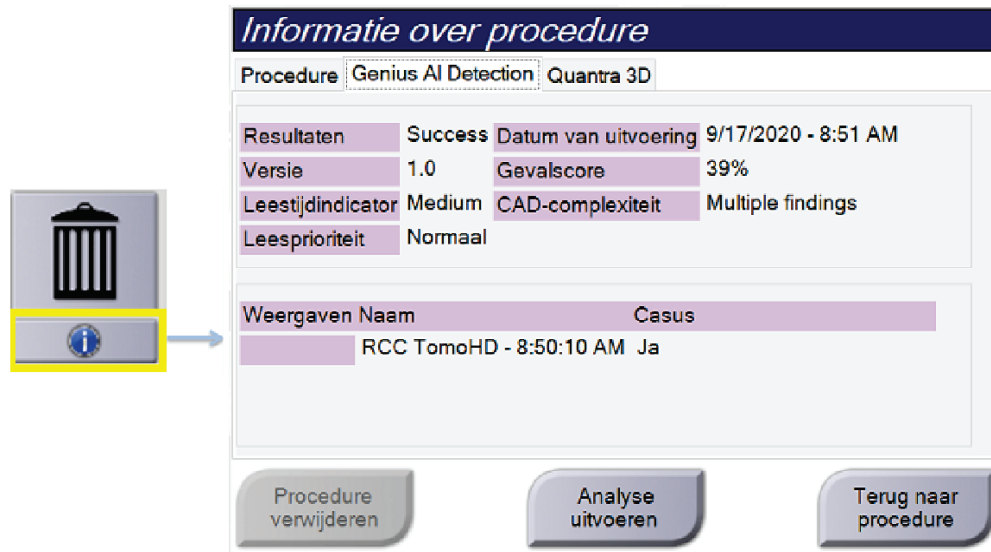 Informatie over procedure
Procedure Genius AI Detection Quantra 3D
Resultaten Success Datum van uitvoering 9/17/2020 - 8:51 AM
Versie 1.0 Gevalscore 39%
Leestijdindicator Medium CAD-complexiteit Multiple findings
Leesprioriteit Normaal
Weergaven Naam Casus
RCC TomoHD - 8:50:10 AM Ja
Procedure
verwijderen
Analyse
uitvoeren
Terug naar
procedure